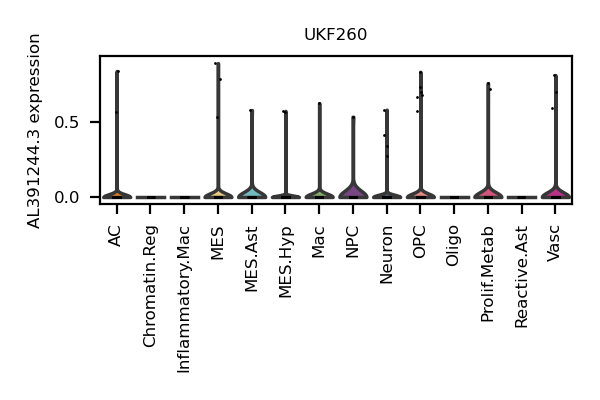 UKF260
AL391244.3 expression
0.5
0.0
AC
Chromatin.Reg
Inflammatory.Mac
MES
MES.Ast
MES.Hyp
Mac
NPC
Neuron
OPC
Oligo
Prolif.Metab
Reactive.Ast
Vasc